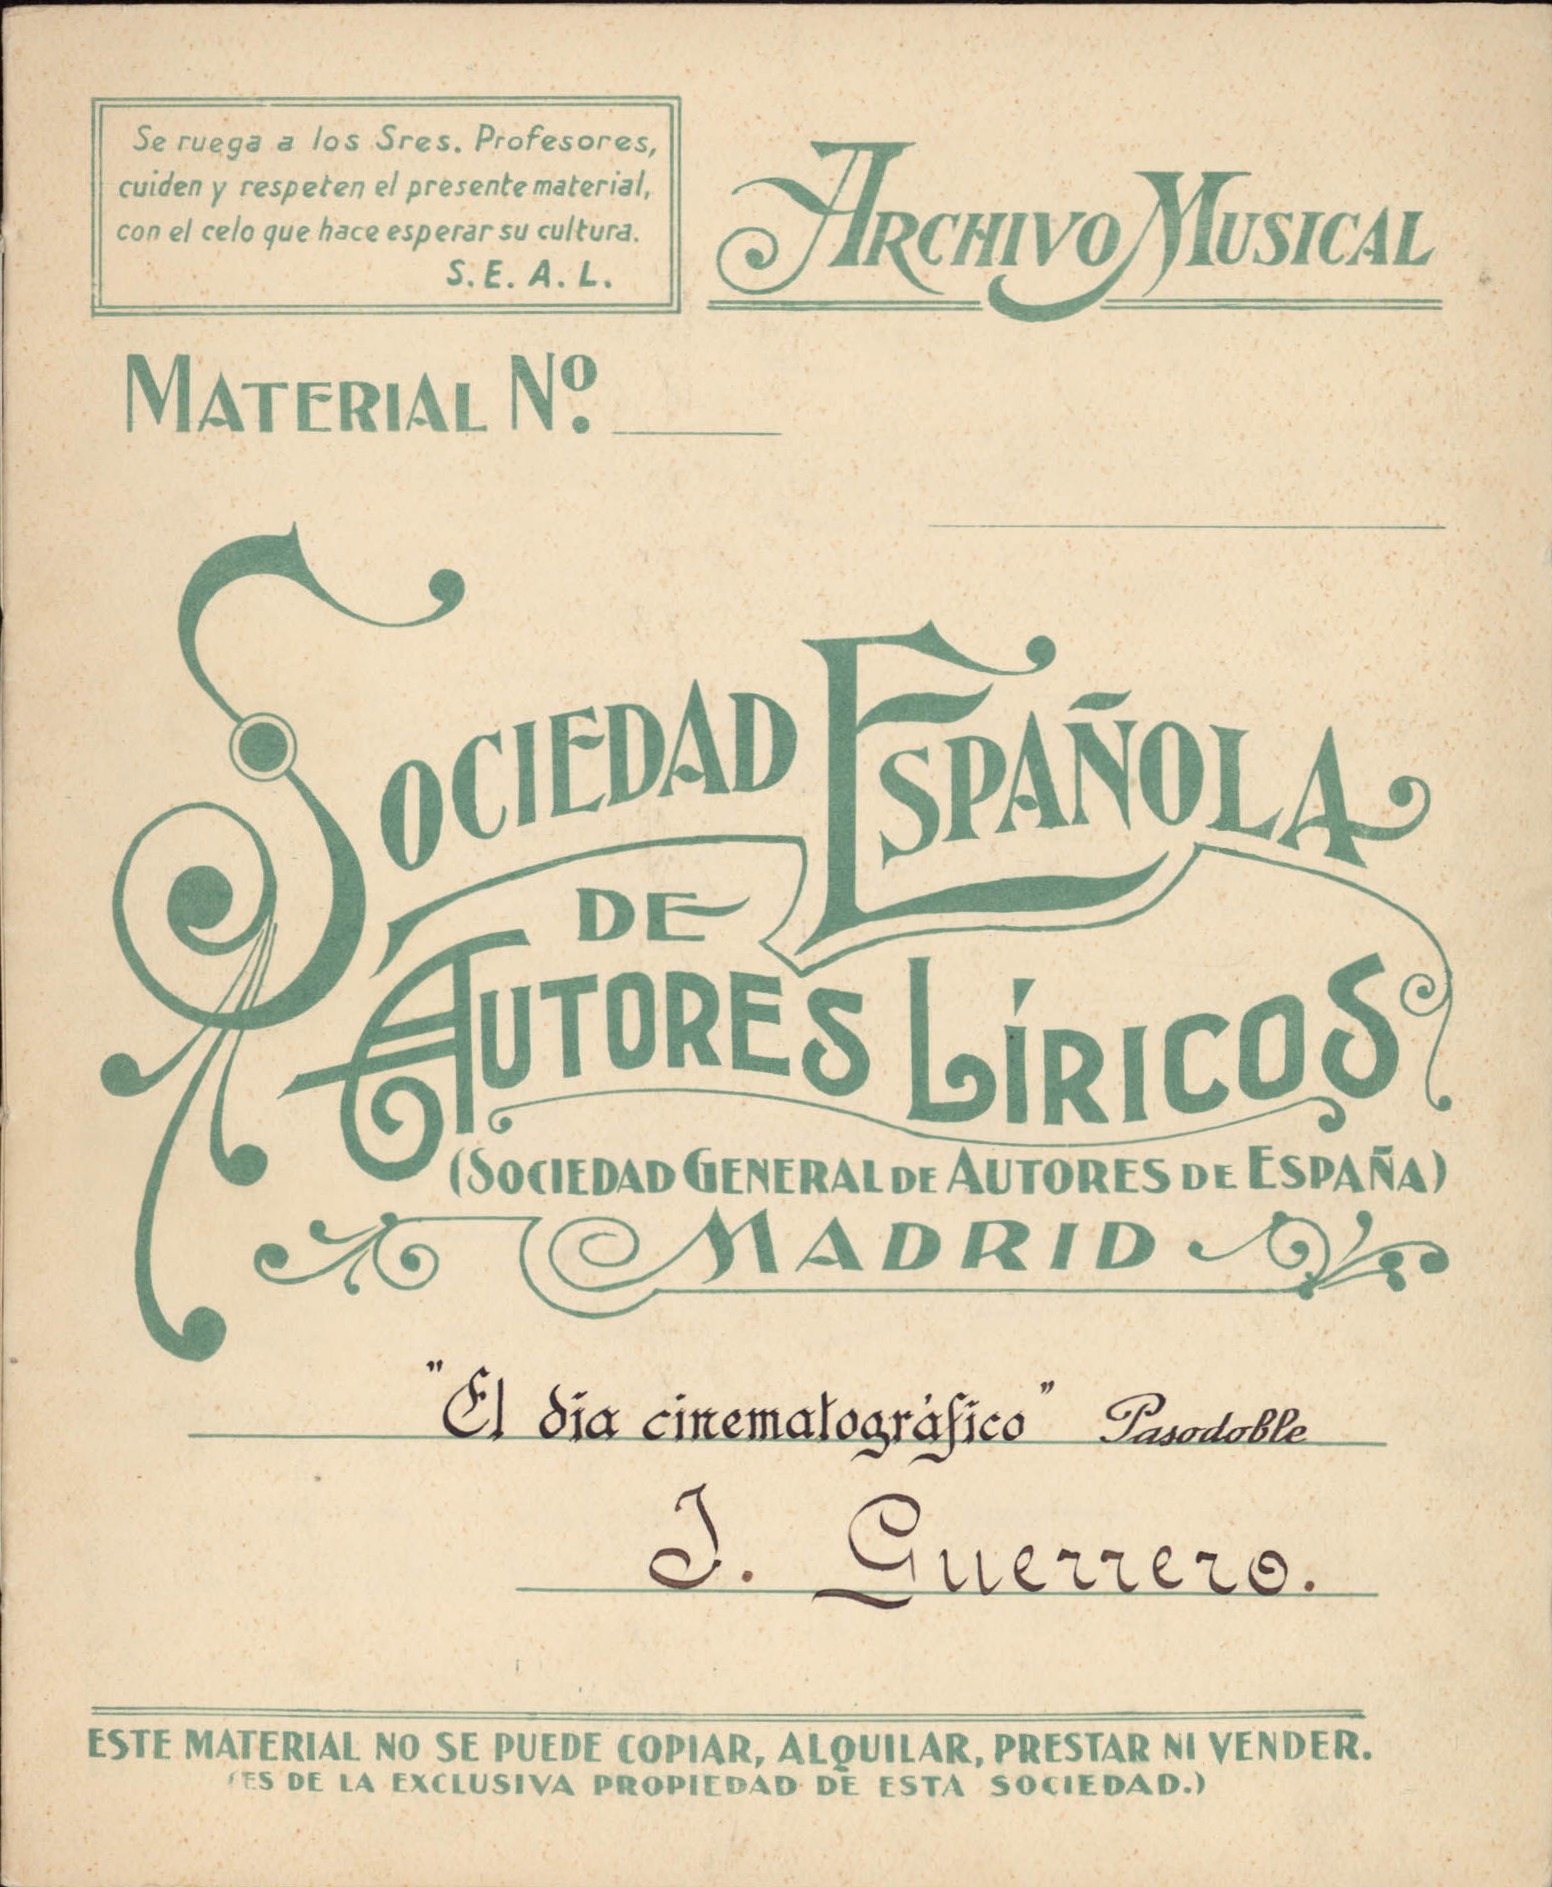 Se ruega a los Sres. Profesores,
cuiden y respeten el presente material,
con el celo que hace esperar su cultura.
S. E. A. L.
ARCHIVO MUSICAL
MATERIAL Nº.
SOCIEDAD ESPAÑOLA
DE
AUTORES LÍRICOS
(SOCIEDAD GENERAL DE AUTORES DE ESPAÑA)
MADRID
"El dia cinematográfico" Pasodoble
J. Guerrero.
ESTE MATERIAL NO SE PUEDE COPIAR, ALQUILAR, PRESTAR NI VENDER.
(ES DE LA EXCLUSIVA PROPIEDAD DE ESTA SOCIEDAD.)